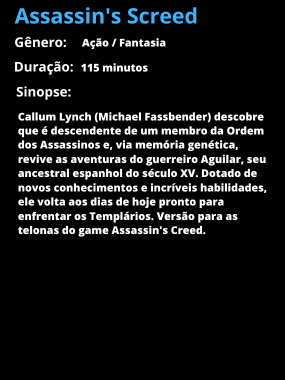 Assassin's Screed
Gênero: Ação / Fantasia
Duração: 115 minutos
Sinopse:
Callum Lynch (Michael Fassbender) descobre
que é descendente de um membro da Ordem
dos Assassinos e, via memória genética,
revive as aventuras do guerreiro Aguilar, seu
ancestral espanhol do século XV. Dotado de
novos conhecimentos e incríveis habilidades,
ele volta aos dias de hoje pronto para
enfrentar os Templários. Versão para as
telonas do game Assassin's Creed.